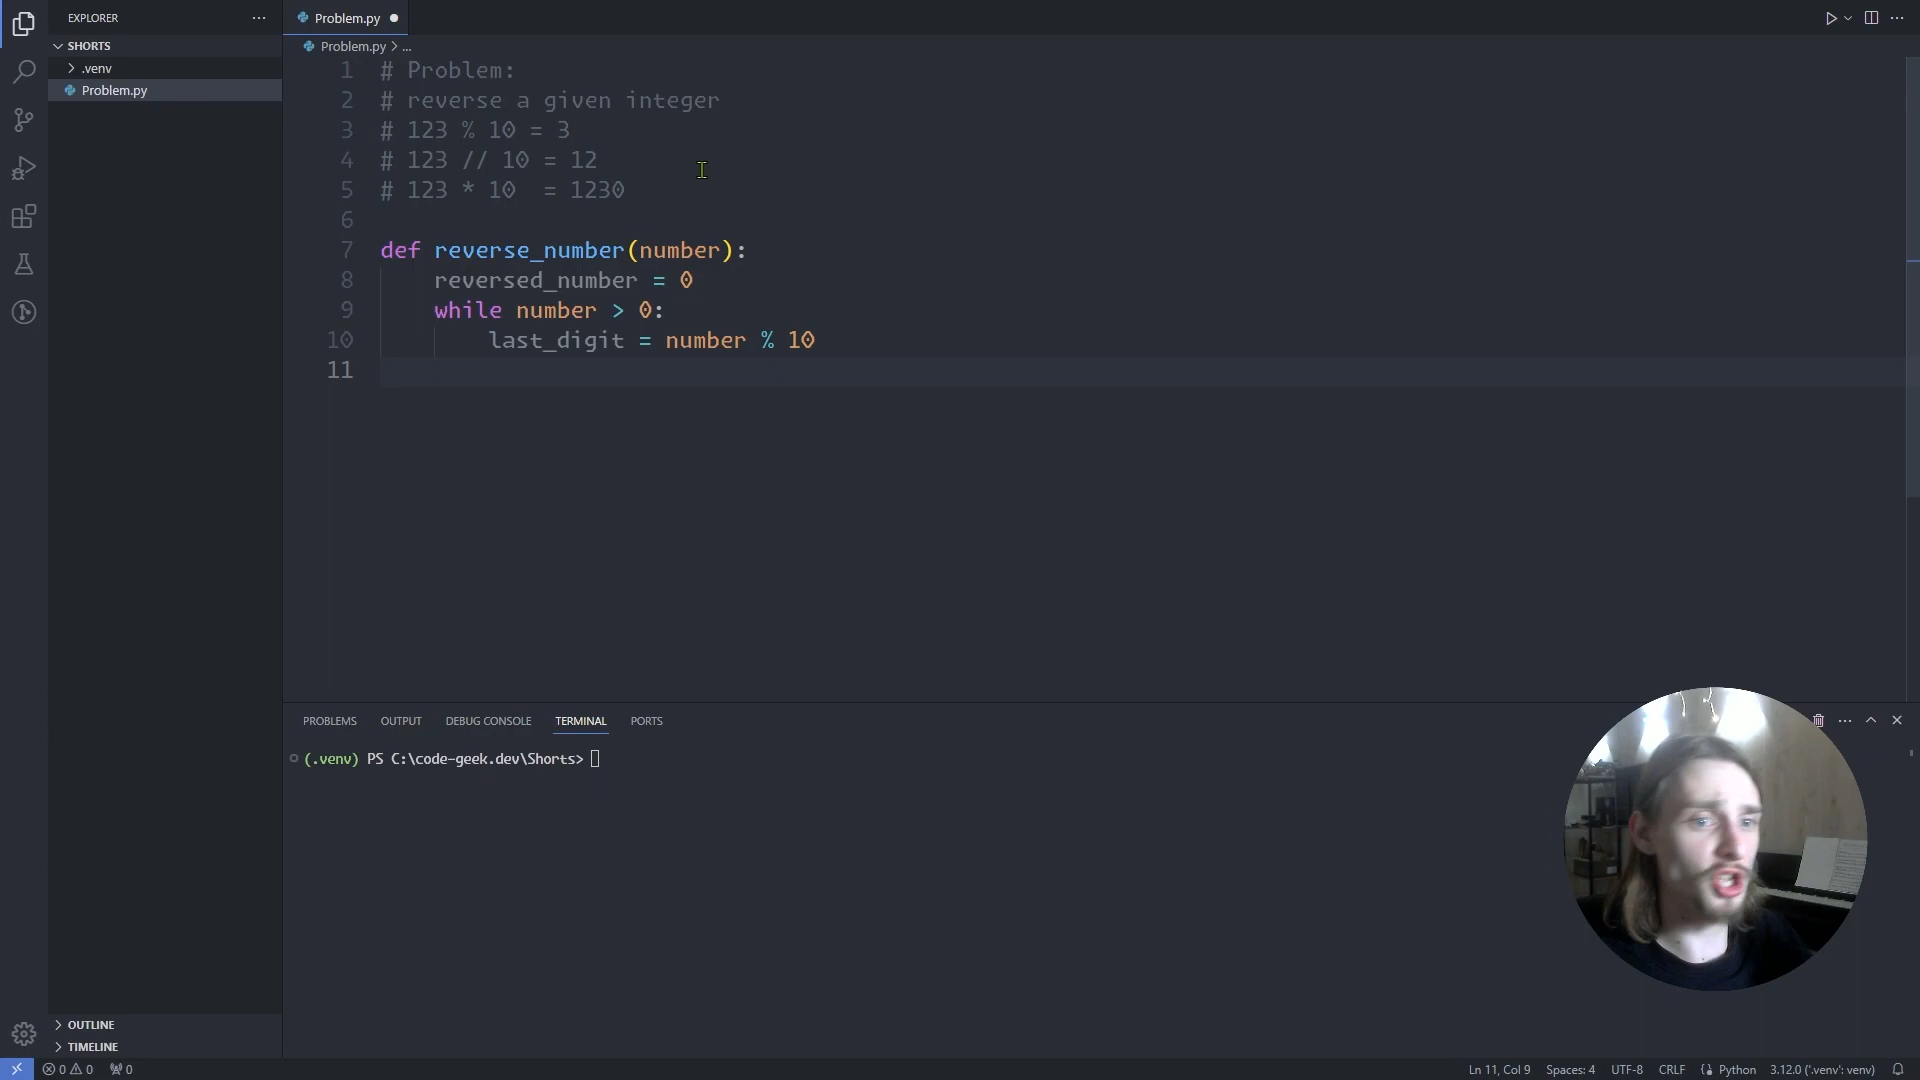 EXPLORER
Problem.py
SHORTS
Problem.py > ...
.venv
Problem.py
1 # Problem:
2 # reverse a given integer
3 # 123 % 10 = 3
4 # 123 // 10 = 12
5 # 123 * 10  = 1230
6
7 def reverse_number(number):
8     reversed_number = 0
9     while number > 0:
10         last_digit = number % 10
11
PROBLEMS OUTPUT DEBUG CONSOLE TERMINAL PORTS
(.venv) PS C:\code-geek.dev\Shorts>
OUTLINE
TIMELINE
0 0 0 Ln 11, Col 9 Spaces: 4 UTF-8 CRLF Python 3.12.0 ('.venv': venv)